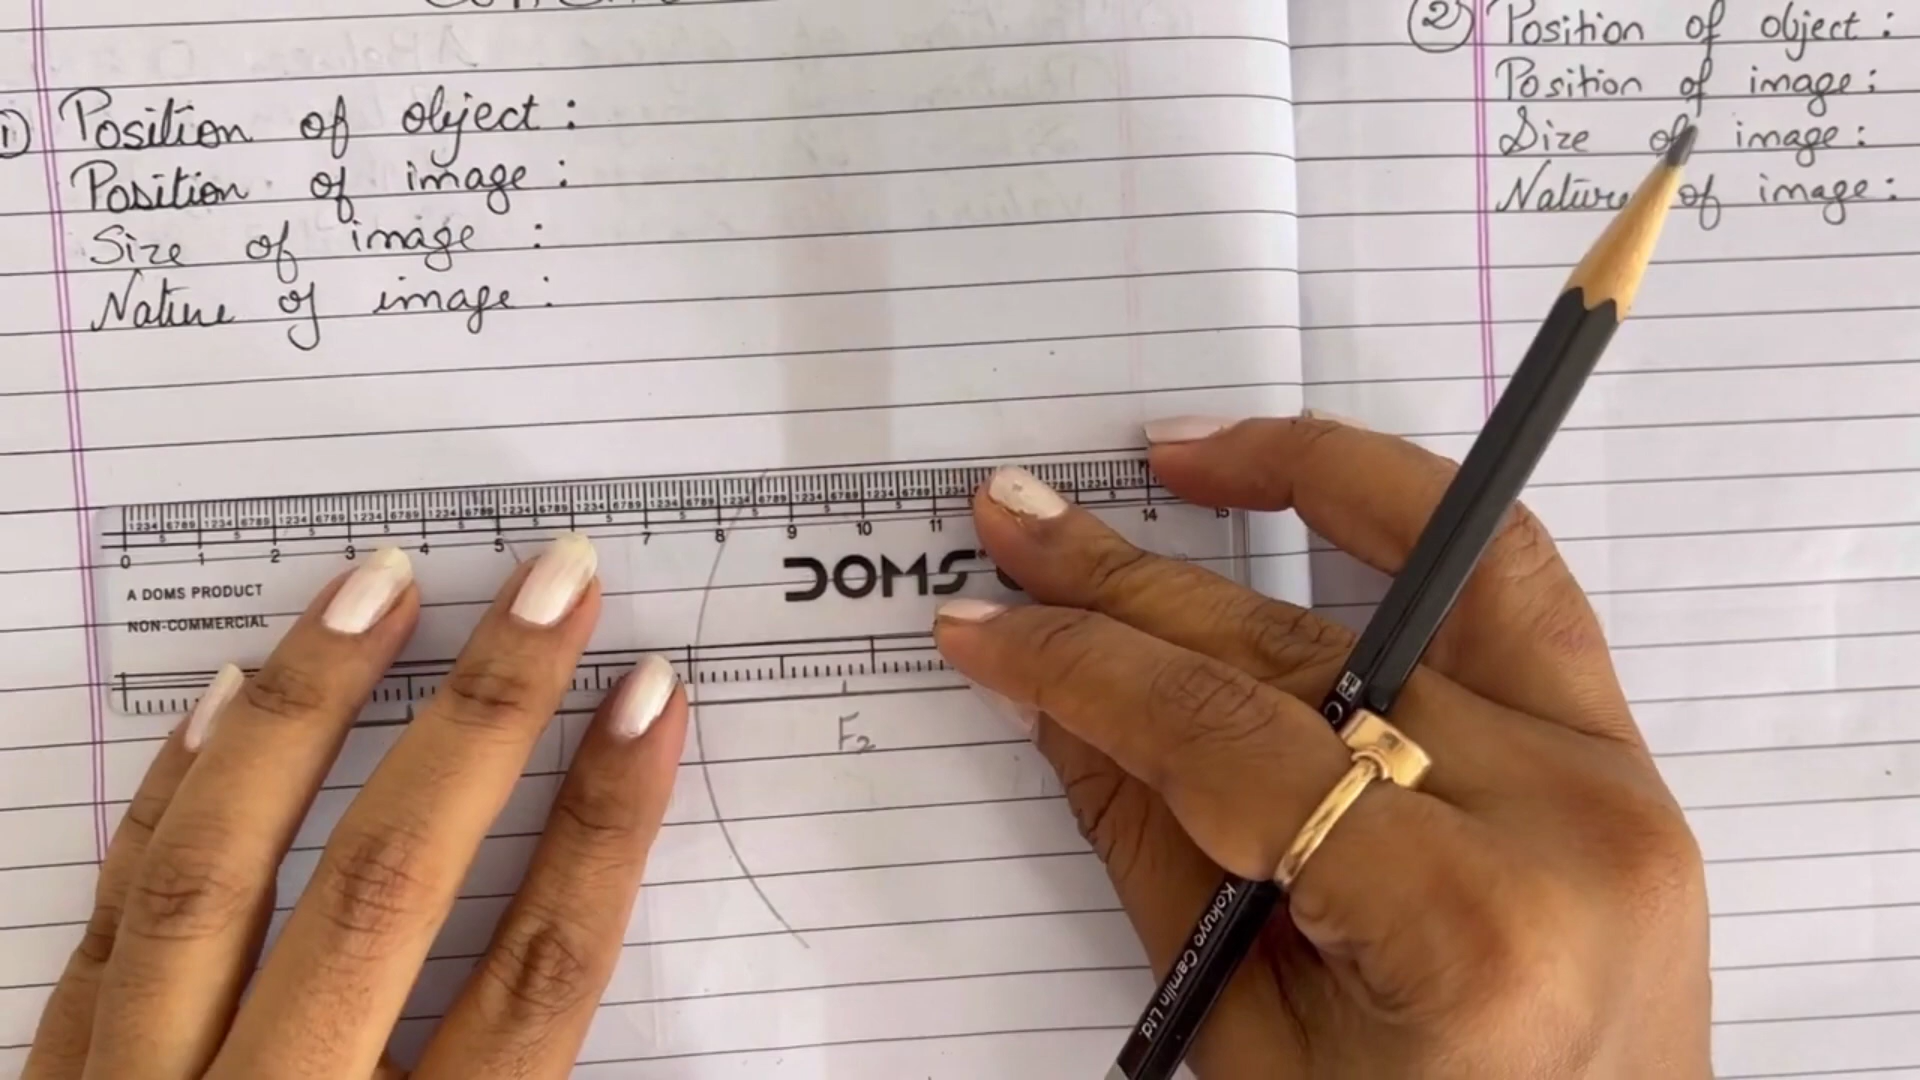 1) Position of object :
Position of image :
Size of image :
Nature of image :
2) Position of object :
Position of image :
Size of image :
Nature of image :
0 1 2 3 4 5 7 8 9 10 11 14 15
A DOMS PRODUCT
NON-COMMERCIAL
DOMS
F2
Kokuyo Camlin Ltd.